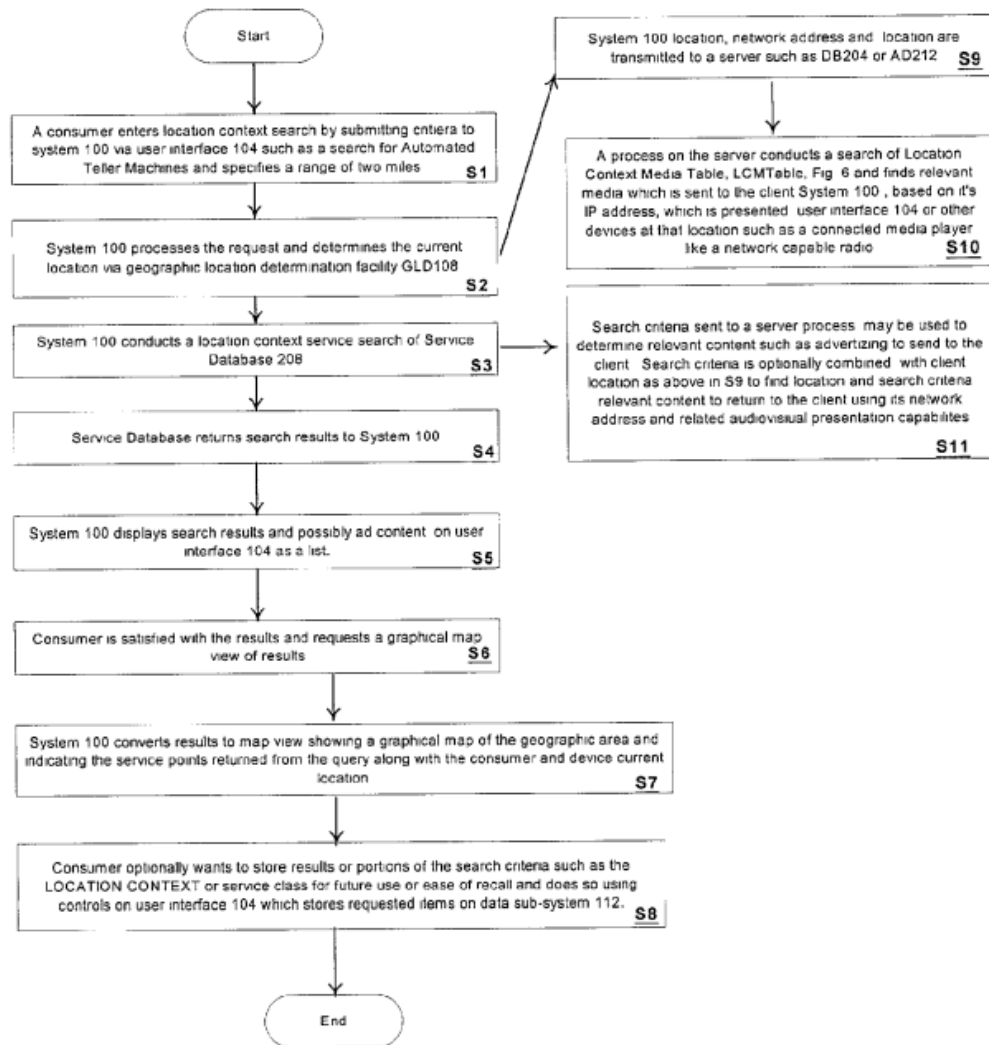 Start
A consumer enters location context search by submitting cntiera to
system 100 via user interface 104 such as a search for Automated
Teller Machines and specifies a range of two miles
S1
System 100 processes the request and determines the current
location via geographic location determination facility GLD108
S2
System 100 conducts a location context service search of Service
Database 208
S3
Service Database returns search results to System 100
S4
System 100 displays search results and possibly ad content on user
interface 104 as a list.
S5
Consumer is satisfied with the results and requests a graphical map
view of results
S6
System 100 converts results to map view showing a graphical map of the geographic area and
indicating the service points returned from the query along with the consumer and device current
location
S7
Consumer optionally wants to store results or portions of the search criteria such as the
LOCATION CONTEXT or service class for future use or ease of recall and does so using
controls on user interface 104 which stores requested items on data sub-system 112.
S8
End
System 100 location, network address and location are
transmitted to a server such as DB204 or AD212
S9
A process on the server conducts a search of Location
Context Media Table, LCMTable, Fig 6 and finds relevant
media which is sent to the client System 100 , based on it's
IP address, which is presented user interface 104 or other
devices at that location such as a connected media player
like a network capable radio
S10
Search criteria sent to a server process may be used to
determine relevant content such as advertizing to send to the
client Search criteria is optionally combined with client
location as above in S9 to find location and search criteria
relevant content to return to the client using its network
address and related audiovisual presentation capabilites
S11